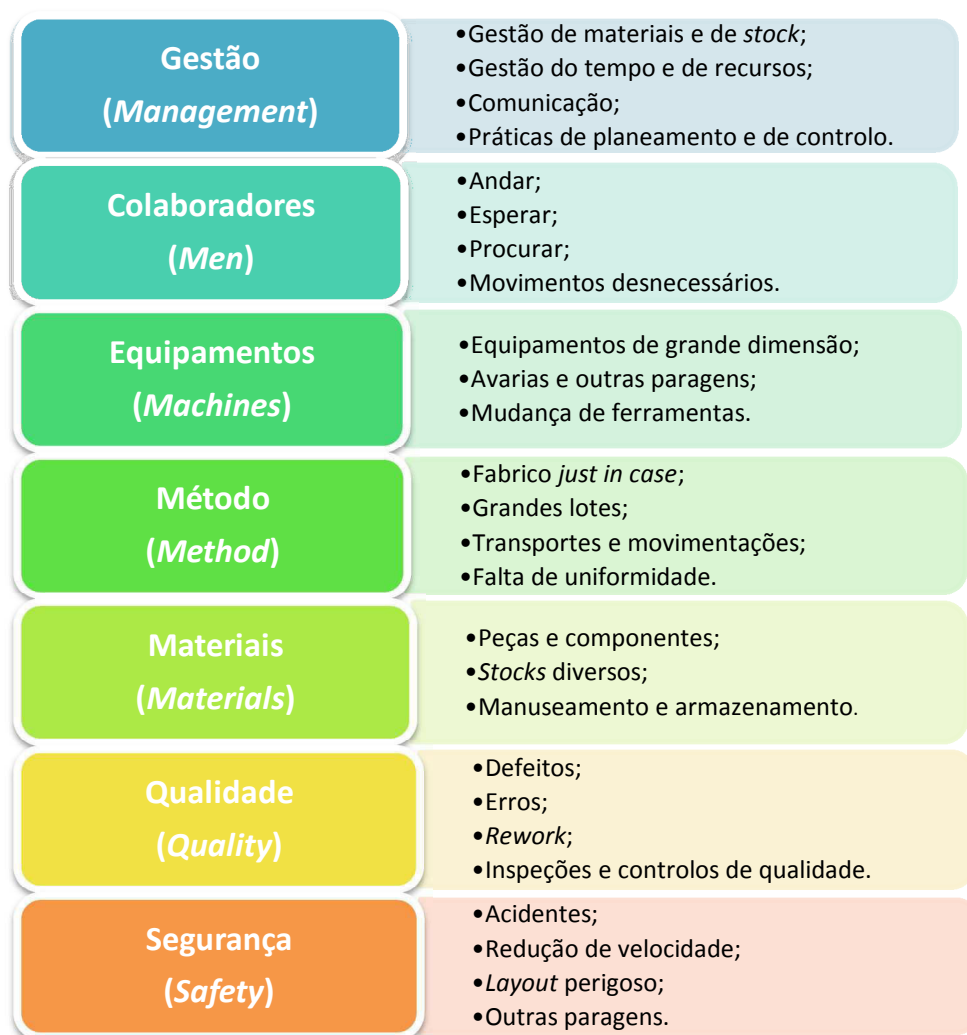 Gestão
(Management)
•Gestão de materiais e de stock;
•Gestão do tempo e de recursos;
•Comunicação;
•Práticas de planeamento e de controlo.
Colaboradores
(Men)
•Andar;
•Esperar;
•Procurar;
•Movimentos desnecessários.
Equipamentos
(Machines)
•Equipamentos de grande dimensão;
•Avarias e outras paragens;
•Mudança de ferramentas.
Método
(Method)
•Fabrico just in case;
•Grandes lotes;
•Transportes e movimentações;
•Falta de uniformidade.
Materiais
(Materials)
•Peças e componentes;
•Stocks diversos;
•Manuseamento e armazenamento.
Qualidade
(Quality)
•Defeitos;
•Erros;
•Rework;
•Inspeções e controlos de qualidade.
Segurança
(Safety)
•Acidentes;
•Redução de velocidade;
•Layout perigoso;
•Outras paragens.